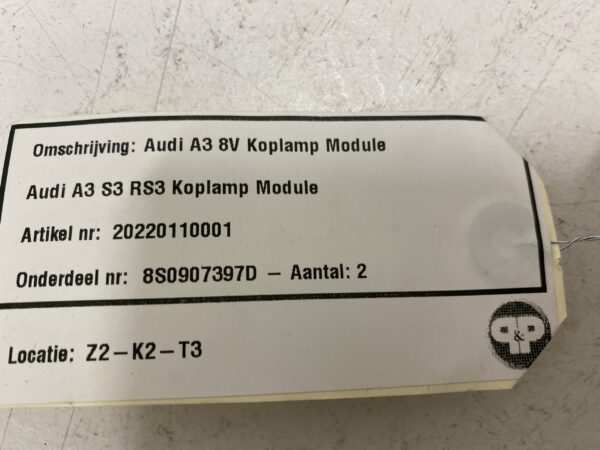 Omschrijving: Audi A3 8V Koplamp Module
Audi A3 S3 RS3 Koplamp Module
Artikel nr: 20220110001
Onderdeel nr: 8S0907397D – Aantal: 2
Locatie: Z2–K2–T3
P&P